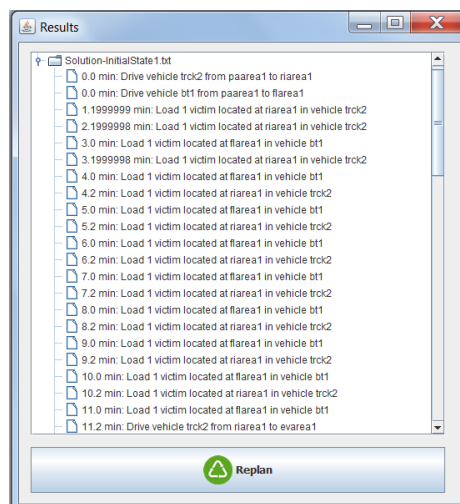 Results
Solution-InitialState1.txt
0.0 min: Drive vehicle trck2 from paarea1 to riarea1
0.0 min: Drive vehicle bt1 from paarea1 to flarea1
1.1999999 min: Load 1 victim located at riarea1 in vehicle trck2
2.1999998 min: Load 1 victim located at riarea1 in vehicle trck2
3.0 min: Load 1 victim located at flarea1 in vehicle bt1
3.1999998 min: Load 1 victim located at riarea1 in vehicle trck2
4.0 min: Load 1 victim located at flarea1 in vehicle bt1
4.2 min: Load 1 victim located at riarea1 in vehicle trck2
5.0 min: Load 1 victim located at flarea1 in vehicle bt1
5.2 min: Load 1 victim located at riarea1 in vehicle trck2
6.0 min: Load 1 victim located at flarea1 in vehicle bt1
6.2 min: Load 1 victim located at riarea1 in vehicle trck2
7.0 min: Load 1 victim located at flarea1 in vehicle bt1
7.2 min: Load 1 victim located at riarea1 in vehicle trck2
8.0 min: Load 1 victim located at flarea1 in vehicle bt1
8.2 min: Load 1 victim located at riarea1 in vehicle trck2
9.0 min: Load 1 victim located at flarea1 in vehicle bt1
9.2 min: Load 1 victim located at riarea1 in vehicle trck2
10.0 min: Load 1 victim located at flarea1 in vehicle bt1
10.2 min: Load 1 victim located at riarea1 in vehicle trck2
11.0 min: Load 1 victim located at flarea1 in vehicle bt1
11.2 min: Drive vehicle trck2 from riarea1 to evarea1
Replan